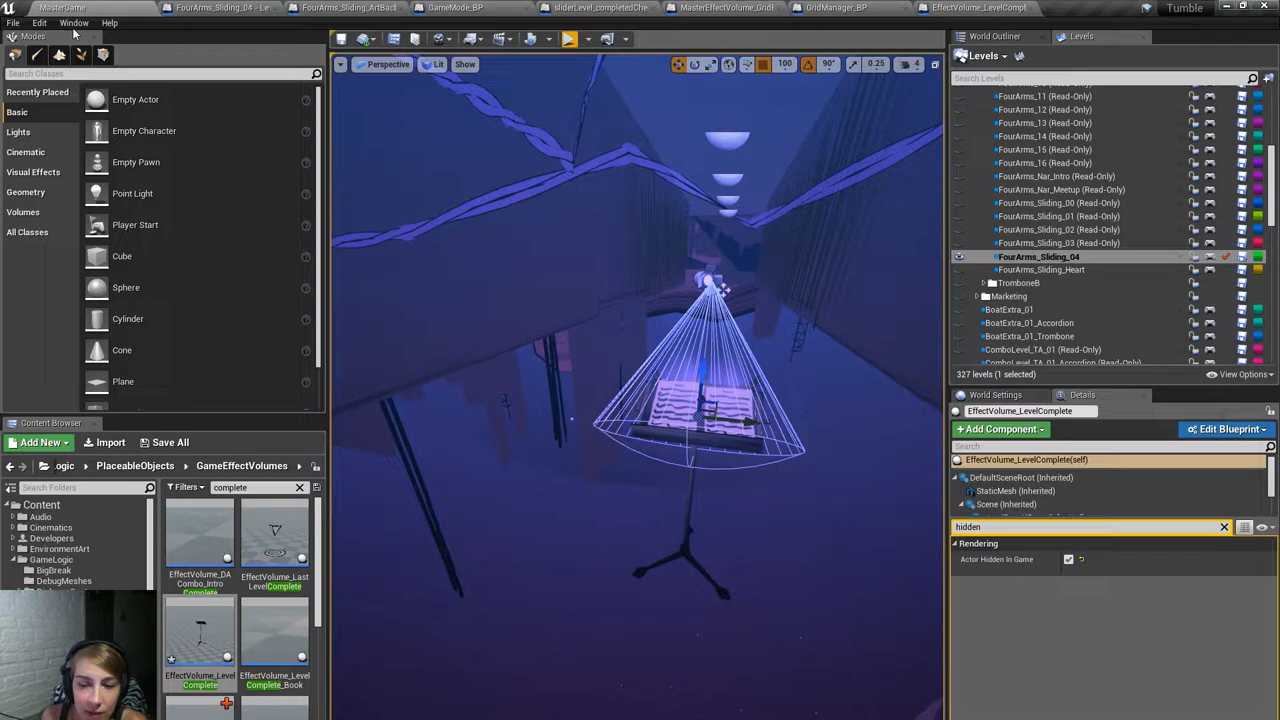 MasterGame
FourArms_Sliding_04 - Le
FourArms_Sliding_ArtBacl
GameMode_BP
sliderLevel_completedChe
MasterEffectVolume_GridE
GridManager_BP
EffectVolume_LevelCompl
Tumble
File Edit Window Help
Modes
Search Classes
Recently Placed
Basic
Lights
Cinematic
Visual Effects
Geometry
Volumes
All Classes
Empty Actor
Empty Character
Empty Pawn
Point Light
Player Start
Cube
Sphere
Cylinder
Cone
Plane
Perspective Lit Show
100 90° 0.25 4
Content Browser
Add New Import Save All
Logic PlaceableObjects GameEffectVolumes
Search Folders
Filters
complete
Content
Audio
Cinematics
Developers
EnvironmentArt
GameLogic
BigBreak
DebugMeshes
EffectVolume_DA
Combo_Intro
Complete
EffectVolume_Last
LevelComplete
EffectVolume_Level
Complete
EffectVolume_Level
Complete_Book
World Outliner
Levels
Levels
Search Levels
FourArms_11 (Read-Only)
FourArms_12 (Read-Only)
FourArms_13 (Read-Only)
FourArms_14 (Read-Only)
FourArms_15 (Read-Only)
FourArms_16 (Read-Only)
FourArms_Nar_Intro (Read-Only)
FourArms_Nar_Meetup (Read-Only)
FourArms_Sliding_00 (Read-Only)
FourArms_Sliding_01 (Read-Only)
FourArms_Sliding_02 (Read-Only)
FourArms_Sliding_03 (Read-Only)
FourArms_Sliding_04
FourArms_Sliding_Heart
TromboneB
Marketing
BoatExtra_01
BoatExtra_01_Accordion
BoatExtra_01_Trombone
ComboLevel_TA_01 (Read-Only)
ComboLevel_TA_01_Accordion (Read-Only)
327 levels (1 selected)
View Options
World Settings
Details
EffectVolume_LevelComplete
Add Component
Edit Blueprint
Search
EffectVolume_LevelComplete(self)
DefaultSceneRoot (Inherited)
StaticMesh (Inherited)
Scene (Inherited)
hidden
Rendering
Actor Hidden In Game